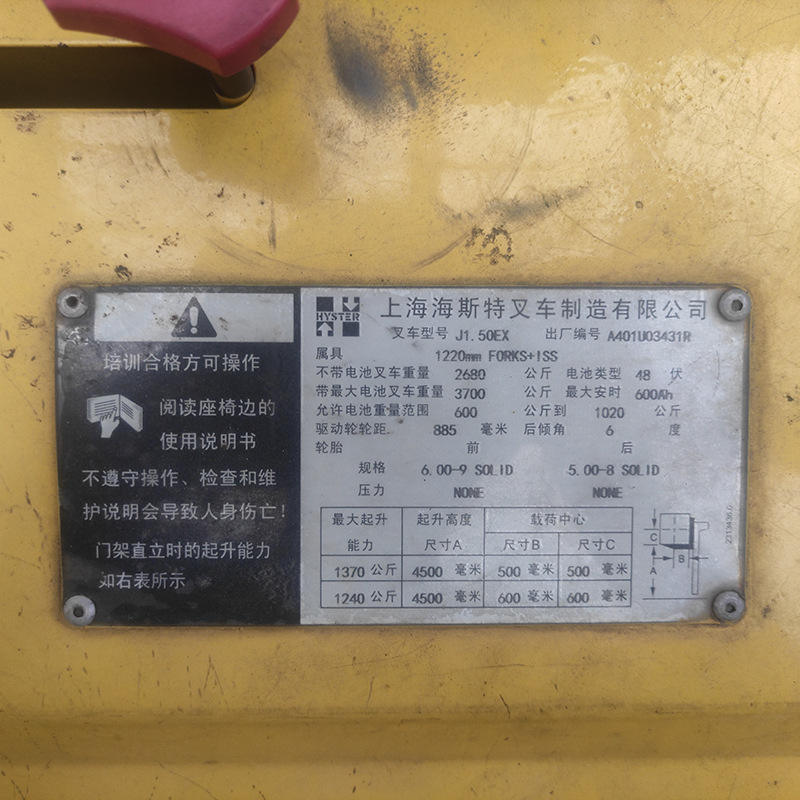 培训合格方可操作
阅读座椅边的
使用说明书
不遵守操作、检查和维
护说明会导致人身伤亡!
门架直立时的起升能力
如右表所示
HYSTER
上海海斯特叉车制造有限公司
叉车型号 J1.50EX 出厂编号 A401U03431R
属具 1220mm FORKS+ISS
不带电池叉车重量 2680 公斤 电池类型 48 伏
带最大电池叉车重量 3700 公斤 最大安时 600Ah
允许电池重量范围 600 公斤到 1020 公斤
驱动轮轮距 885 毫米 后倾角 6 度
轮胎 前 后
规格 6.00-9 SOLID 5.00-8 SOLID
压力 NONE NONE
最大起升 起升高度 载荷中心
能力 尺寸A 尺寸B 尺寸C
1370 公斤 4500 毫米 500 毫米 500 毫米
1240 公斤 4500 毫米 600 毫米 600 毫米
C
B
A